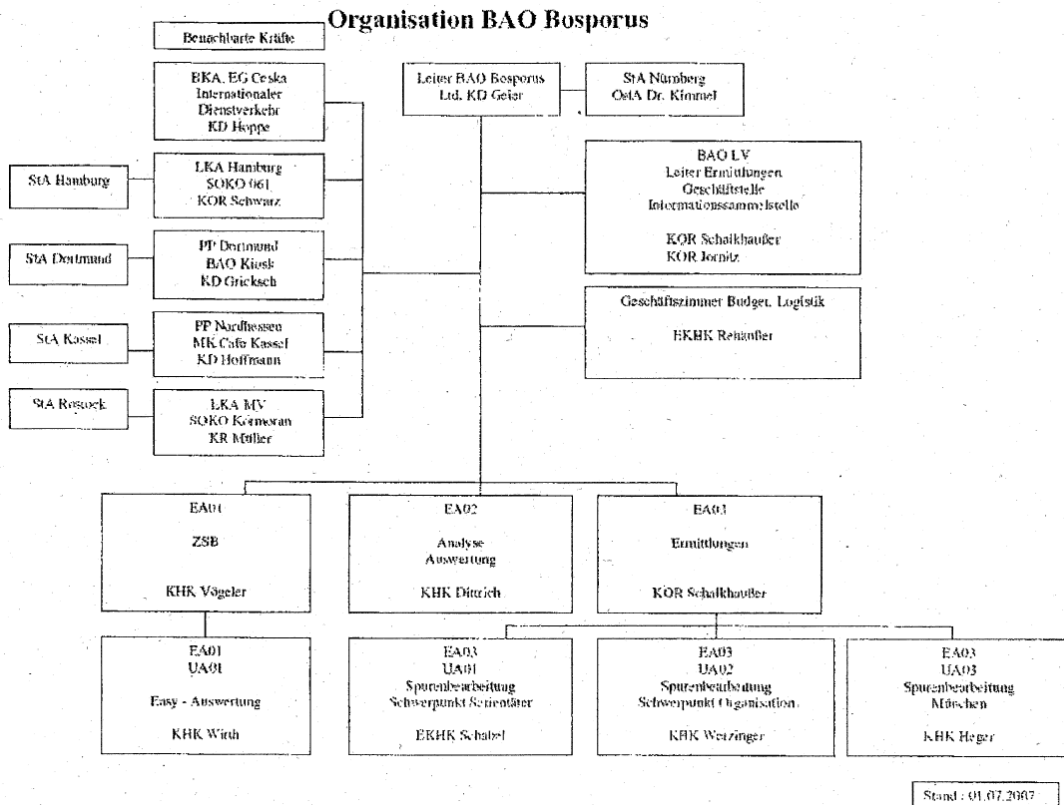 Organisation BAO Bosporus
Benachbarte Kräfte
BKA, EG Ceska
Internationaler
Dienstverkehr
KD Hoppe
Leiter BAO Bosporus
Ltd. KD Geier
StA Nürnberg
OStA Dr. Kimmel
StA Hamburg
LKA Hamburg
SOKO 061
KOR Schwarz
BAO LV
Leiter Ermittlungen
Geschäftstelle
Informationssammelstelle
KOR Schalkhaußer
KOR Jornitz
StA Dortmund
PP Dortmund
BAO Kiosk
KD Gricksch
Geschäftszimmer Budget, Logistik
EKHK Rehäußer
StA Kassel
PP Nordhessen
MK Cafe Kassel
KD Hoffmann
StA Rostock
LKA MV
SOKO Kormoran
KR Müller
EA01
ZSB
KHK Vögeler
EA02
Analyse
Auswertung
KHK Dittrich
EA03
Ermittlungen
KOR Schalkhaußer
EA01
UA01
Easy - Auswertung
KHK Wirth
EA03
UA01
Spurenbearbeitung
Schwerpunkt Serientäter
EKHK Schabel
EA03
UA02
Spurenbearbeitung
Schwerpunkt Organisation
KHK Wetzinger
EA03
UA03
Spurenbearbeitung
München
KHK Heger
Stand : 01.07.2007